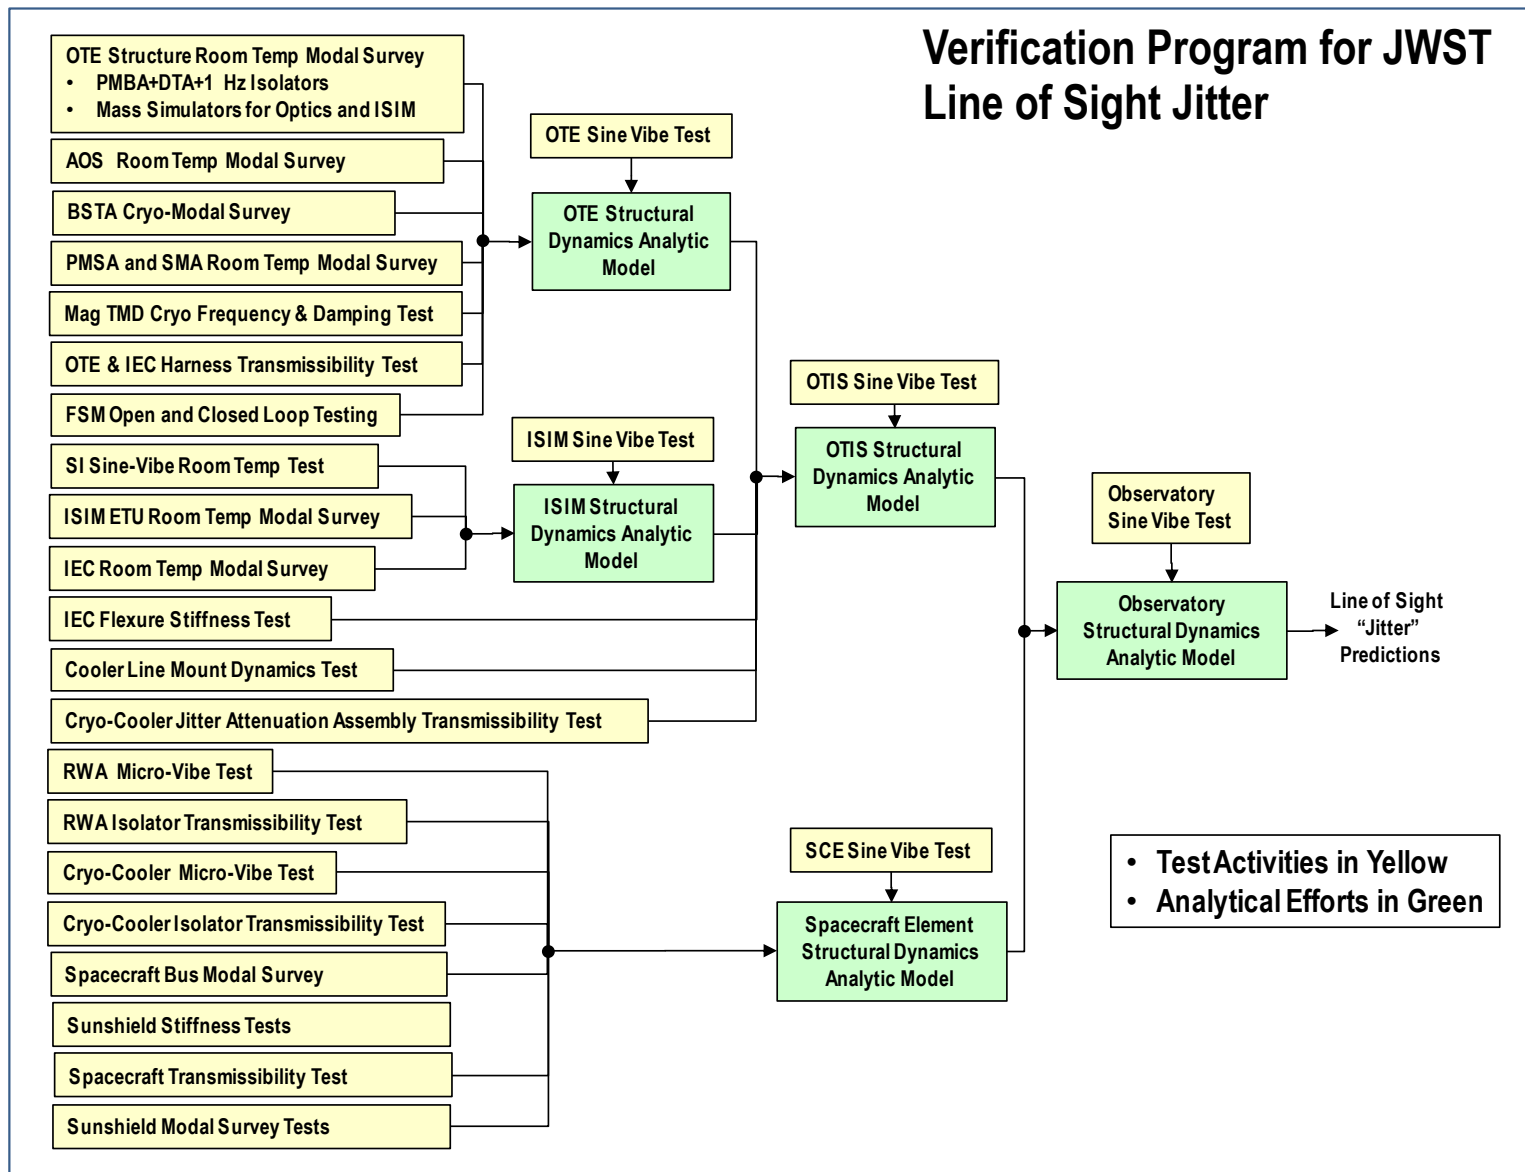 Verification Program for JWST
Line of Sight Jitter
OTE Structure Room Temp Modal Survey
• PMBA+DTA+1 Hz Isolators
• Mass Simulators for Optics and ISIM
AOS Room Temp Modal Survey
BSTA Cryo-Modal Survey
PMSA and SMA Room Temp Modal Survey
Mag TMD Cryo Frequency & Damping Test
OTE & IEC Harness Transmissibility Test
FSM Open and Closed Loop Testing
SI Sine-Vibe Room Temp Test
ISIM ETU Room Temp Modal Survey
IEC Room Temp Modal Survey
IEC Flexure Stiffness Test
Cooler Line Mount Dynamics Test
Cryo-Cooler Jitter Attenuation Assembly Transmissibility Test
RWA Micro-Vibe Test
RWA Isolator Transmissibility Test
Cryo-Cooler Micro-Vibe Test
Cryo-Cooler Isolator Transmissibility Test
Spacecraft Bus Modal Survey
Sunshield Stiffness Tests
Spacecraft Transmissibility Test
Sunshield Modal Survey Tests
OTE Sine Vibe Test
OTE Structural
Dynamics Analytic
Model
ISIM Sine Vibe Test
ISIM Structural
Dynamics Analytic
Model
OTIS Sine Vibe Test
OTIS Structural
Dynamics Analytic
Model
SCE Sine Vibe Test
Spacecraft Element
Structural Dynamics
Analytic Model
Observatory
Sine Vibe Test
Observatory
Structural Dynamics
Analytic Model
Line of Sight
“Jitter”
Predictions
• Test Activities in Yellow
• Analytical Efforts in Green